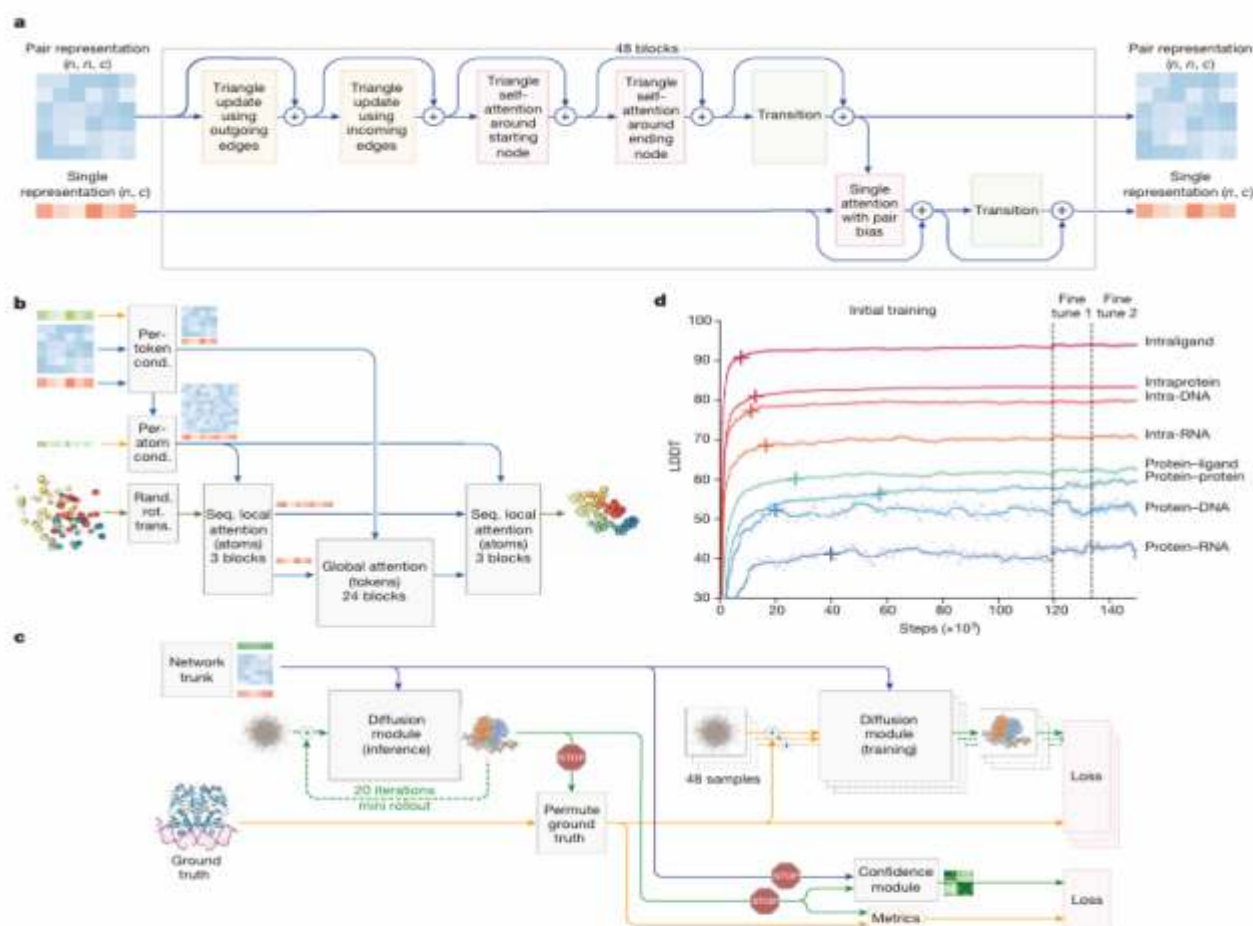 a
Pair representation
(n, n, c)
48 blocks
Pair representation
(n, n, c)
Triangle
update using
outgoing
edges
+
Triangle
update using
incoming
edges
+
Triangle
self-
attention
around
starting
node
+
Triangle self-
attention
around
ending
node
+
Transition
+
Single
representation (n, c)
Single
attention
with pair
bias
+
Transition
+
Single
representation (n, c)
b
Per-
token
cond.
Per-
atom
cond.
Rand.
rot.
trans.
Seq. local
attention
(atoms)
3 blocks
Global attention
(tokens)
24 blocks
Seq. local
attention
(atoms)
3 blocks
d
Initial training
Fine
tune 1
Fine
tune 2
100
90
80
70
60
50
40
30
LDDT
0
20
40
60
80
100
120
140
Steps (×10³)
Intraligand
Intraprotein
Intra-DNA
Intra-RNA
Protein–ligand
Protein–protein
Protein–DNA
Protein–RNA
c
Network
trunk
Diffusion
module
(inference)
20 iterations
mini rollout
STOP
Permute
ground
truth
Ground
truth
48 samples
Diffusion
module
(training)
Loss
STOP
STOP
Confidence
module
Metrics
Loss